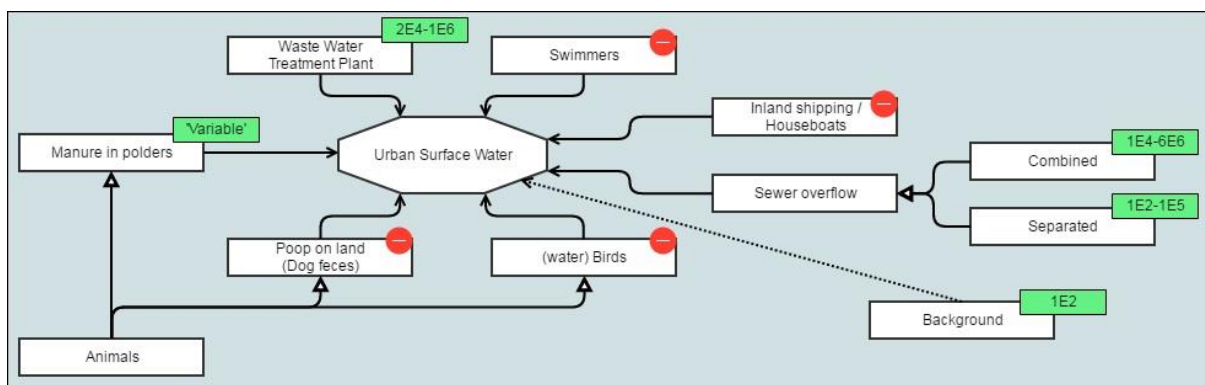 2E4-1E6
Waste Water
Treatment Plant
Swimmers
Inland shipping /
Houseboats
'Variable'
Manure in polders
Urban Surface Water
1E4-6E6
Combined
Sewer overflow
1E2-1E5
Separated
Poop on land
(Dog feces)
(water) Birds
1E2
Background
Animals